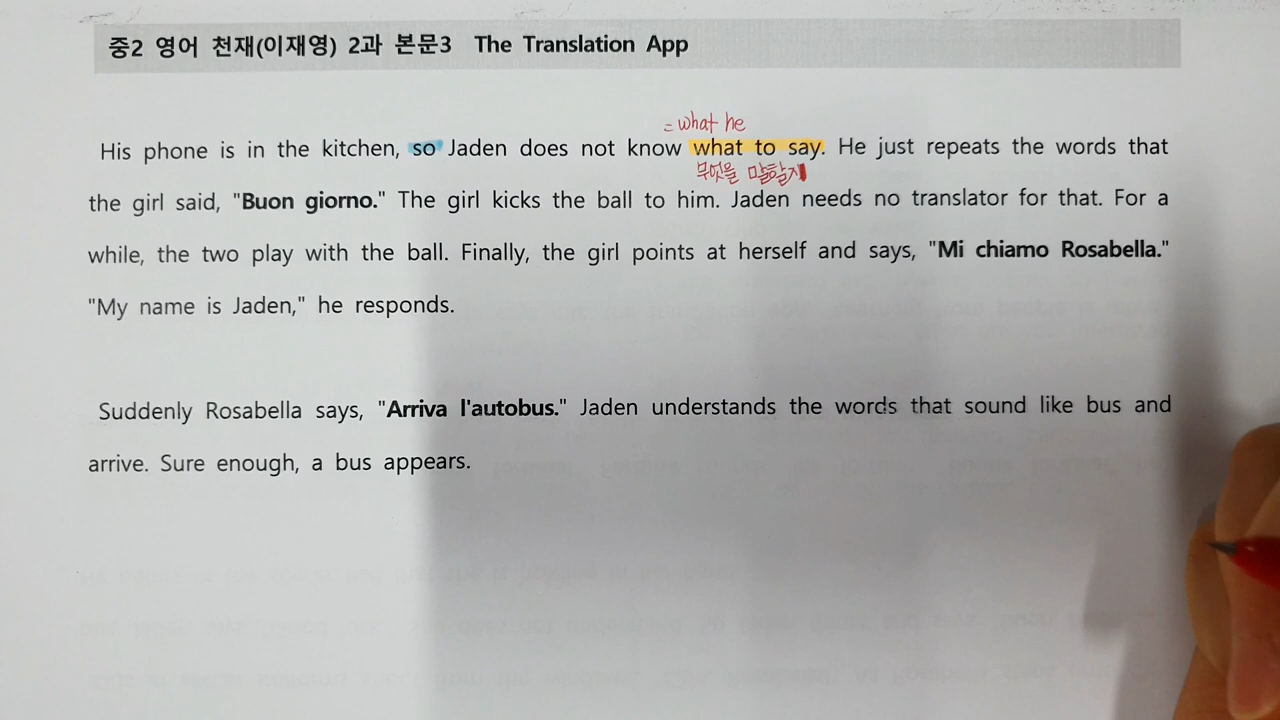 중2 영어 천재(이재영) 2과 본문3 The Translation App
= what he
His phone is in the kitchen, so Jaden does not know what to say. He just repeats the words that
무엇을 말할지
the girl said, "Buon giorno." The girl kicks the ball to him. Jaden needs no translator for that. For a
while, the two play with the ball. Finally, the girl points at herself and says, "Mi chiamo Rosabella."
"My name is Jaden," he responds.
Suddenly Rosabella says, "Arriva l'autobus." Jaden understands the words that sound like bus and
arrive. Sure enough, a bus appears.